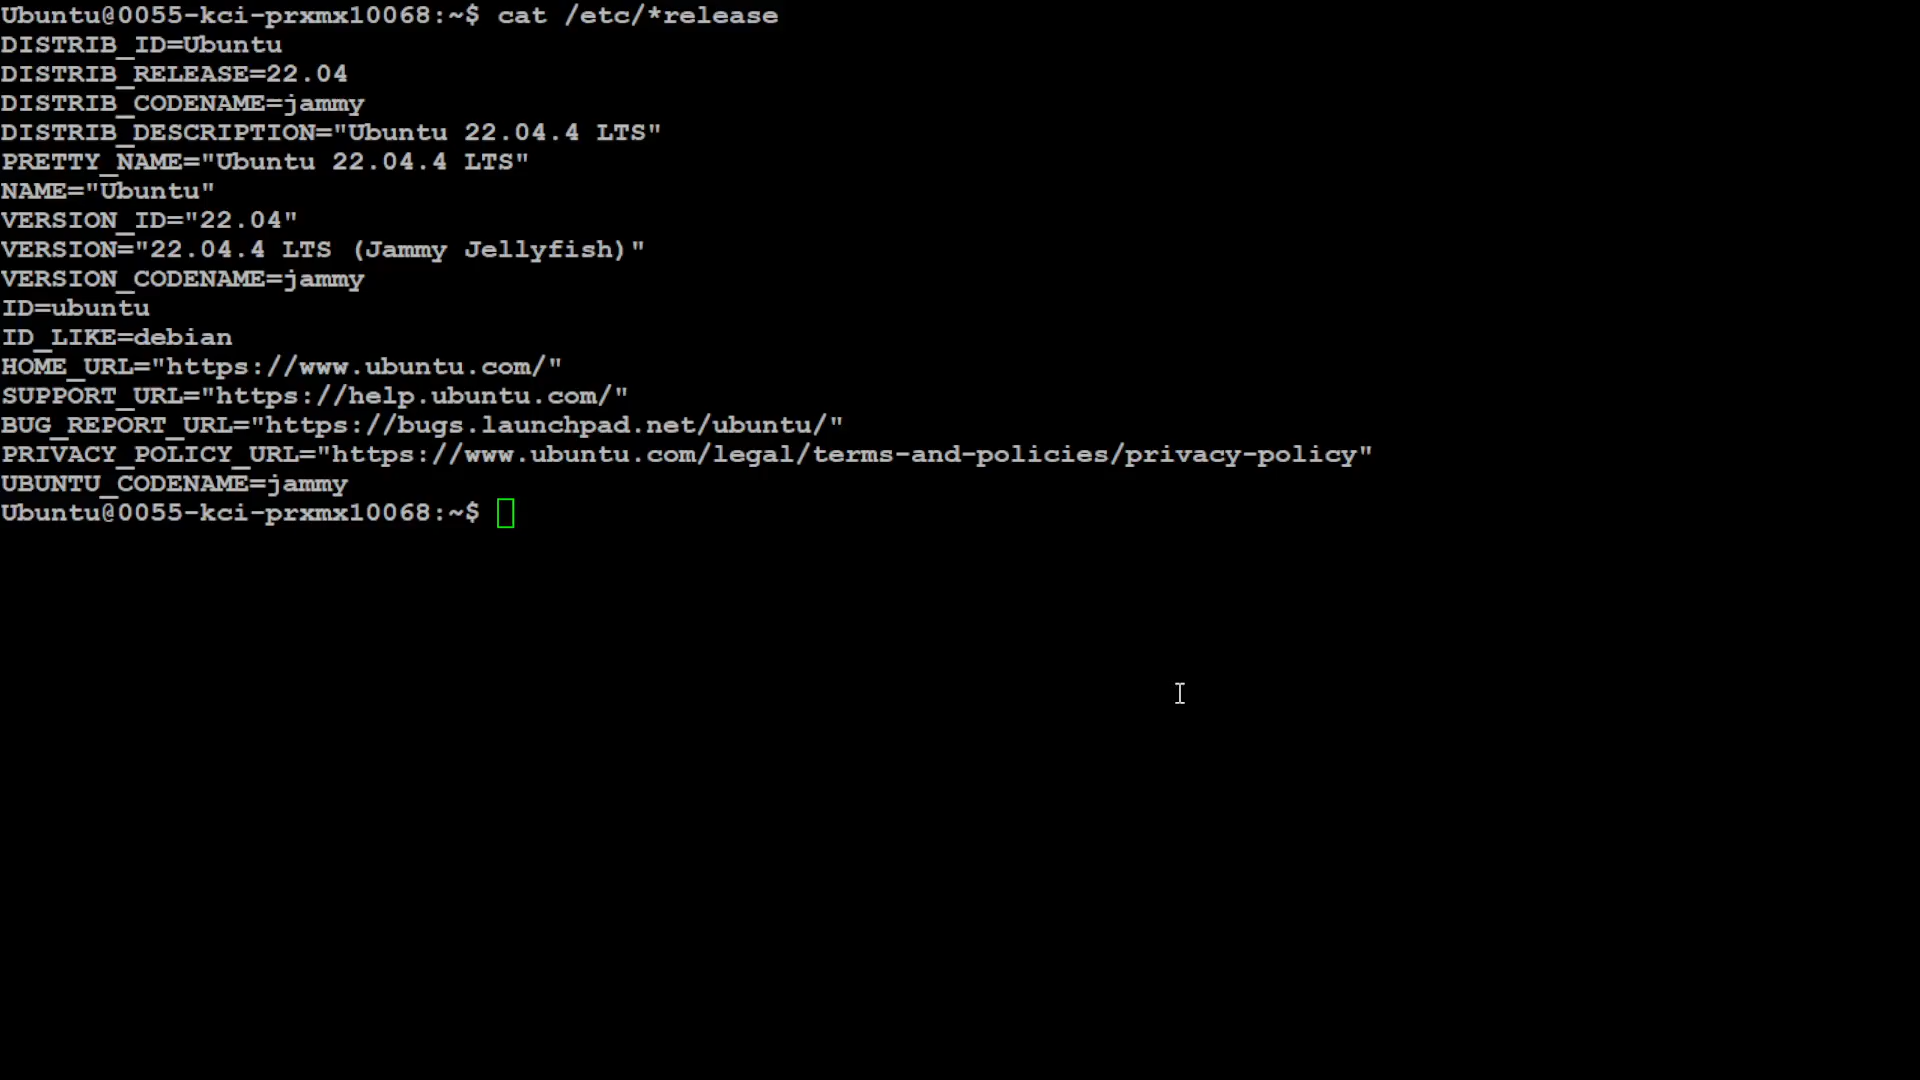 Ubuntu@0055-kci-prxmx10068:~$ cat /etc/*release
DISTRIB_ID=Ubuntu
DISTRIB_RELEASE=22.04
DISTRIB_CODENAME=jammy
DISTRIB_DESCRIPTION="Ubuntu 22.04.4 LTS"
PRETTY_NAME="Ubuntu 22.04.4 LTS"
NAME="Ubuntu"
VERSION_ID="22.04"
VERSION="22.04.4 LTS (Jammy Jellyfish)"
VERSION_CODENAME=jammy
ID=ubuntu
ID_LIKE=debian
HOME_URL="https://www.ubuntu.com/"
SUPPORT_URL="https://help.ubuntu.com/"
BUG_REPORT_URL="https://bugs.launchpad.net/ubuntu/"
PRIVACY_POLICY_URL="https://www.ubuntu.com/legal/terms-and-policies/privacy-policy"
UBUNTU_CODENAME=jammy
Ubuntu@0055-kci-prxmx10068:~$